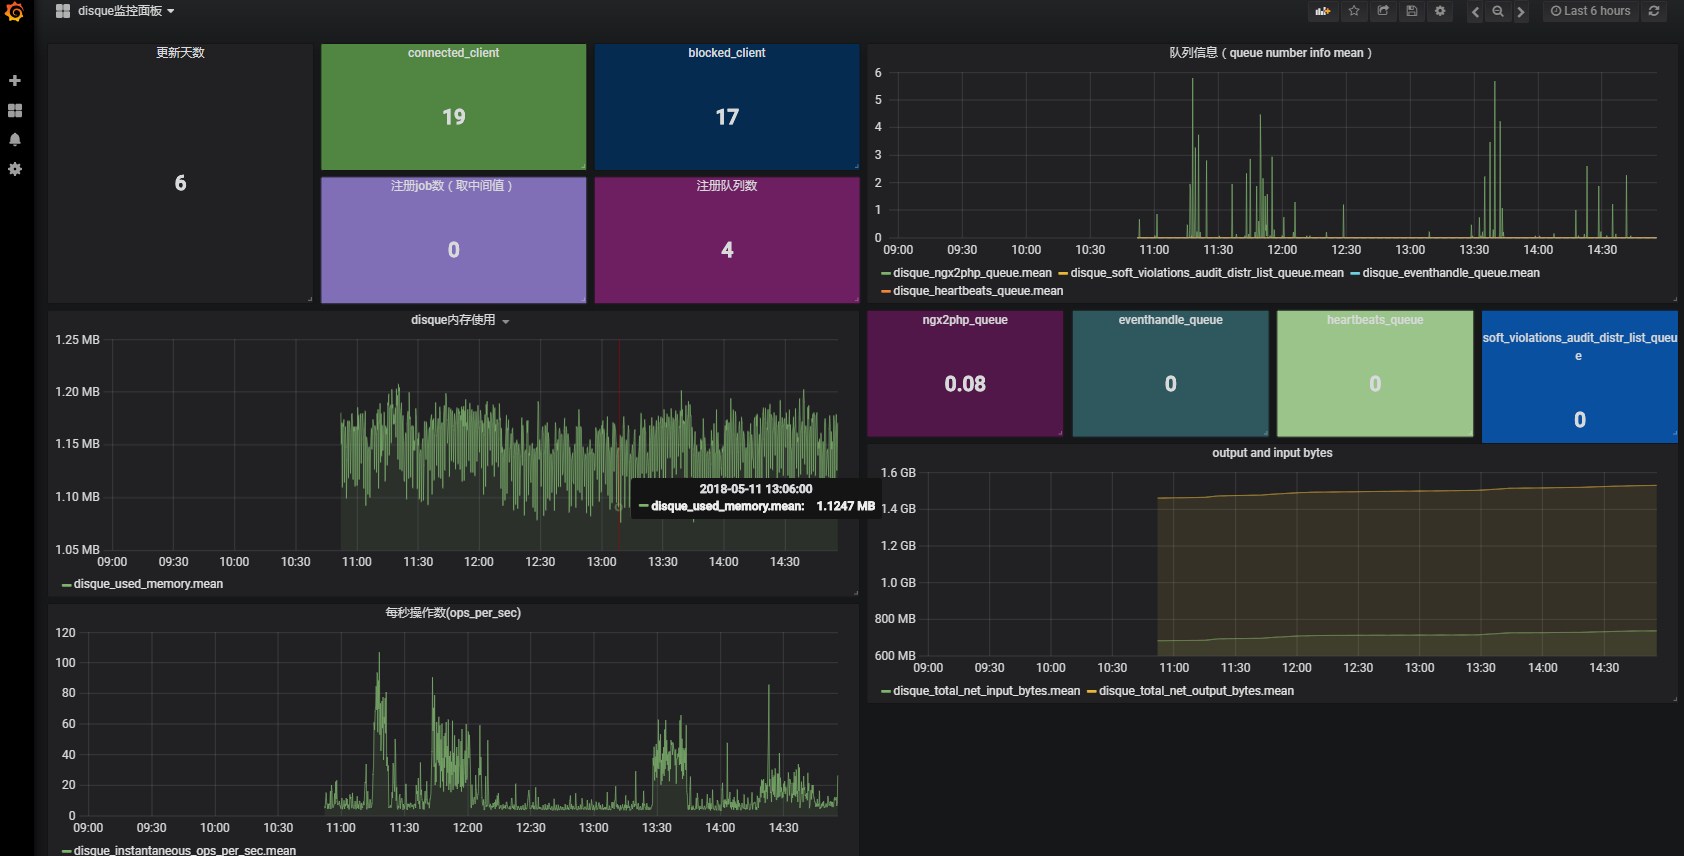 disque监控面板
Last 6 hours
更新天数
6
connected_client
19
blocked_client
17
注册job数（取中间值）
0
注册队列数
4
队列信息（queue number info mean）
6
5
4
3
2
1
0
09:00 09:30 10:00 10:30 11:00 11:30 12:00 12:30 13:00 13:30 14:00 14:30
disque_ngx2php_queue.mean disque_soft_violations_audit_distr_list_queue.mean disque_eventhandle_queue.mean
disque_heartbeats_queue.mean
disque内存使用
1.25 MB
1.20 MB
1.15 MB
1.10 MB
1.05 MB
09:00 09:30 10:00 10:30 11:00 11:30 12:00 12:30 13:00 13:30 14:00 14:30
disque_used_memory.mean
2018-05-11 13:06:00
disque_used_memory.mean: 1.1247 MB
ngx2php_queue
0.08
eventhandle_queue
0
heartbeats_queue
0
soft_violations_audit_distr_list_queu
e
0
output and input bytes
1.6 GB
1.4 GB
1.2 GB
1.0 GB
800 MB
600 MB
09:00 09:30 10:00 10:30 11:00 11:30 12:00 12:30 13:00 13:30 14:00 14:30
disque_total_net_input_bytes.mean disque_total_net_output_bytes.mean
每秒操作数(ops_per_sec)
120
100
80
60
40
20
0
09:00 09:30 10:00 10:30 11:00 11:30 12:00 12:30 13:00 13:30 14:00 14:30
disque_instantaneous_ops_per_sec.mean